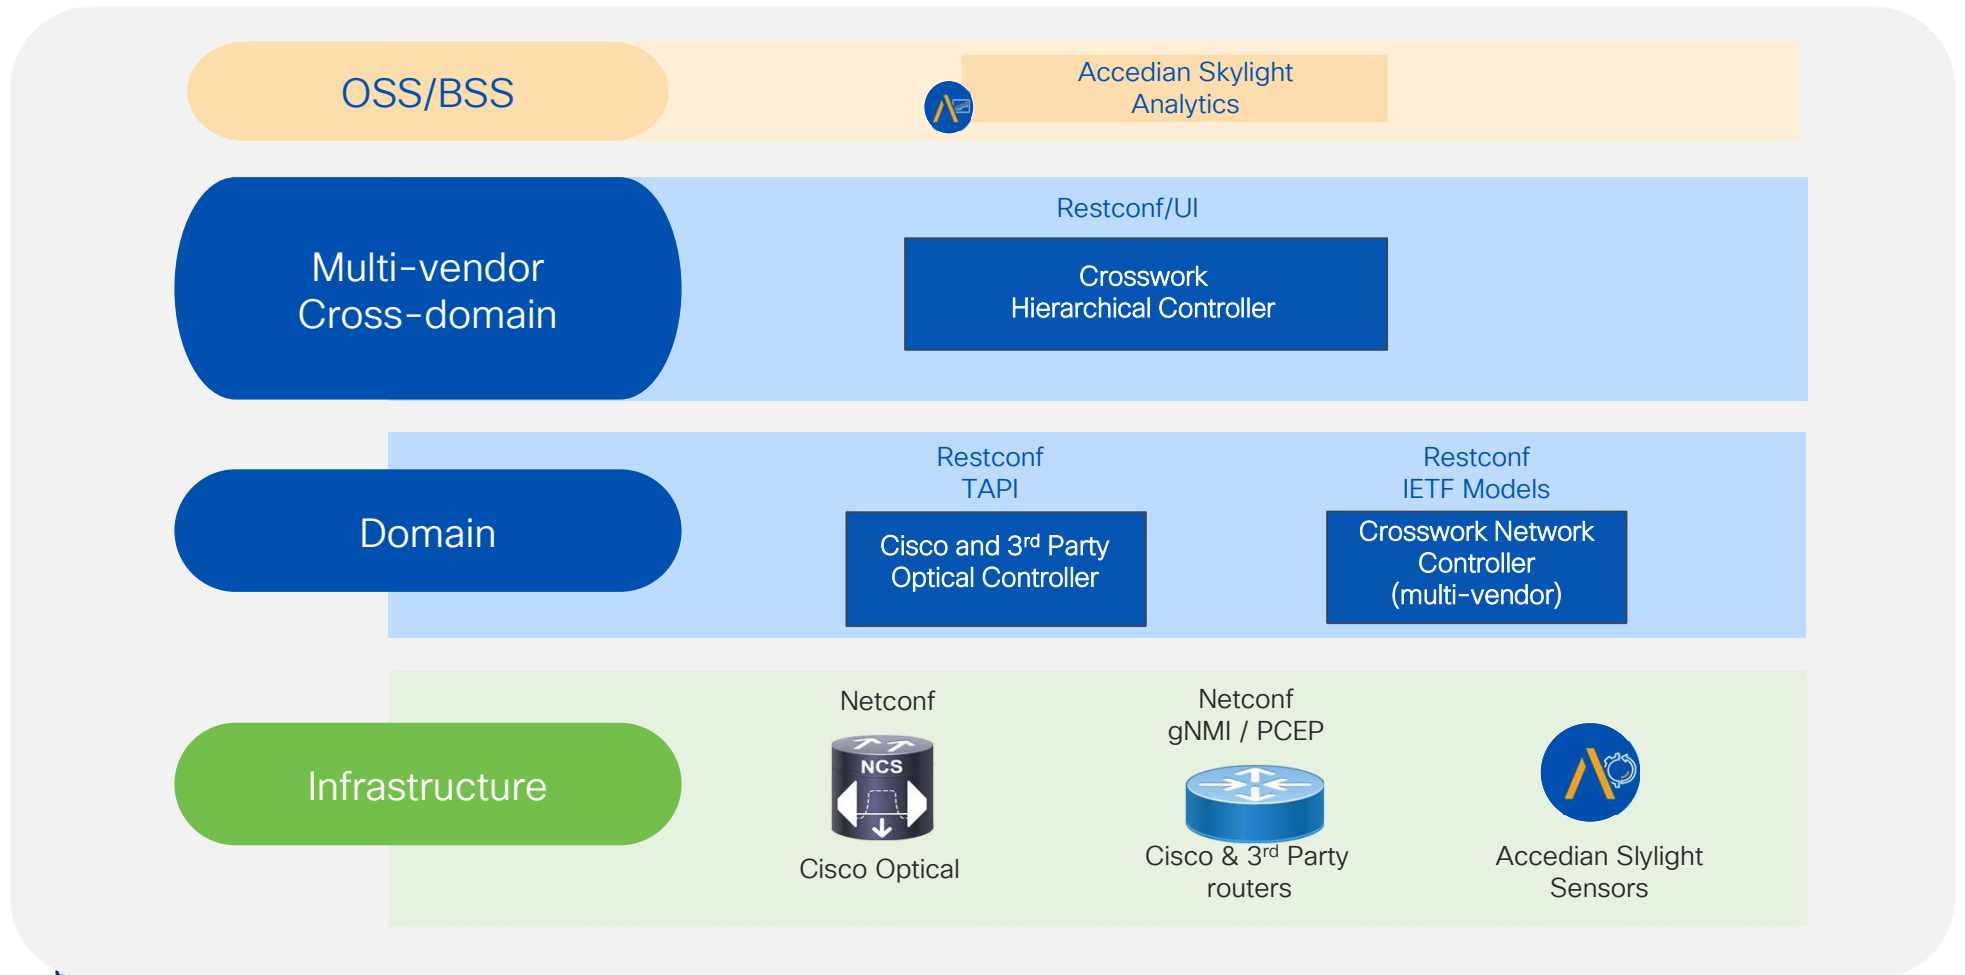 OSS/BSS
Accedian Skylight
Analytics
Multi-vendor
Cross-domain
Restconf/UI
Crosswork
Hierarchical Controller
Domain
Restconf
TAPI
Cisco and 3rd Party
Optical Controller
Restconf
IETF Models
Crosswork Network
Controller
(multi-vendor)
Infrastructure
Netconf
NCS
Cisco Optical
Netconf
gNMI / PCEP
Cisco & 3rd Party
routers
Accedian Slylight
Sensors